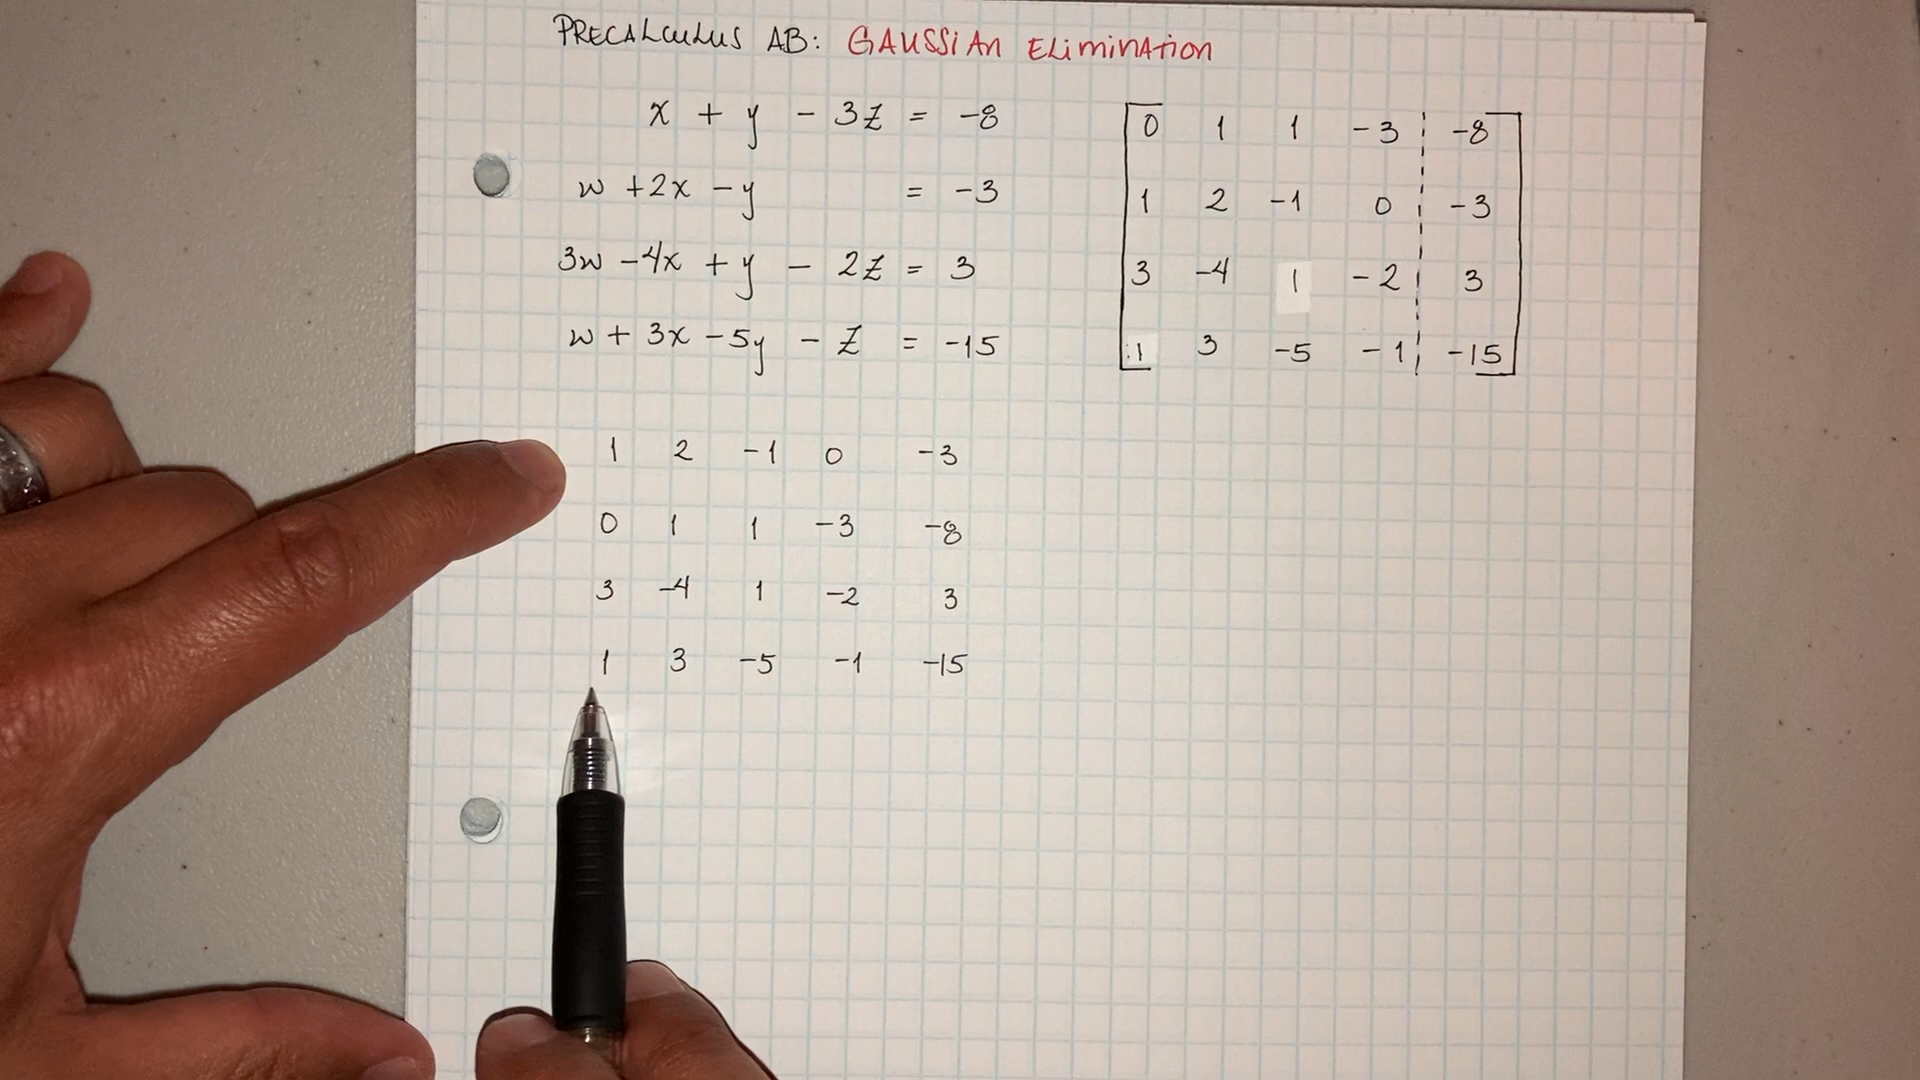 PRECALCULUS AB: GAUSSIAN ELIMINATION
x + y - 3z = -8
w + 2x - y = -3
3w - 4x + y - 2z = 3
w + 3x - 5y - z = -15
0 1 1 -3 -8
1 2 -1 0 -3
3 -4 1 -2 3
1 3 -5 -1 -15
1 2 -1 0 -3
0 1 1 -3 -8
3 -4 1 -2 3
1 3 -5 -1 -15